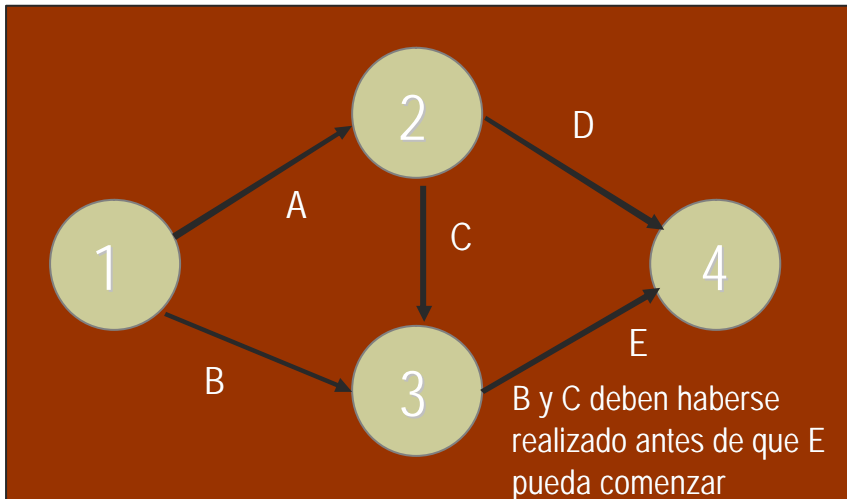 2
D
A
C
1
4
E
B
3
B y C deben haberse
realizado antes de que E
pueda comenzar